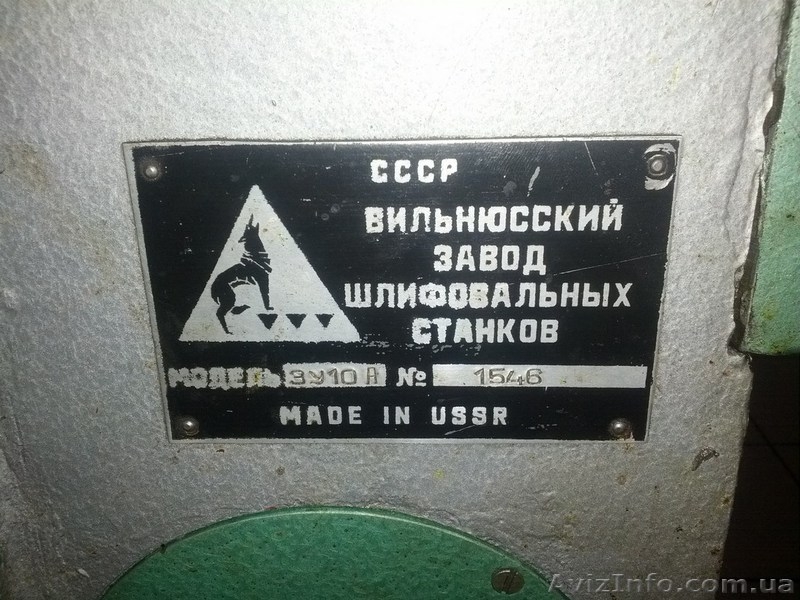 СССР
ВИЛЬНЮССКИЙ
ЗАВОД
ШЛИФОВАЛЬНЫХ
СТАНКОВ
МОДЕЛЬ 3У10А № 1546
MADE IN USSR
AvizInfo.com.ua